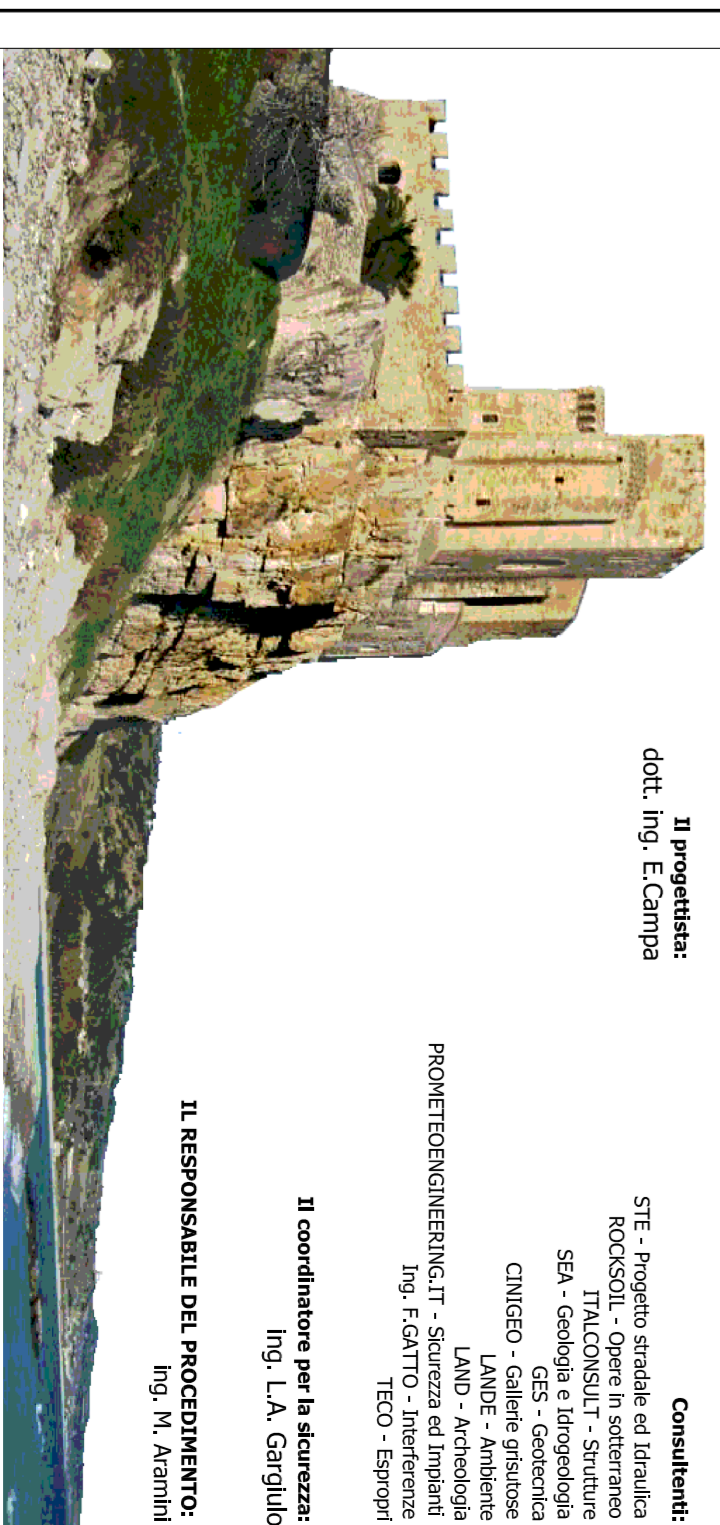 Il progettista:
dott. ing. E.Campa
Consultenti:
STE - Progetto stradale ed Idraulica
ROCKSOIL - Opere in sotterraneo
ITALCONSULT - Strutture
SEA - Geologia e Idrogeologia
GES - Geotecnica
CINIGEO - Gallerie grisutose
LANDE - Ambiente
LAND - Archeologia
PROMETEOENGINEERING.IT - Sicurezza ed Impianti
Ing. F.GATTO - Interferenze
TECO - Espropri
Il coordinatore per la sicurezza:
ing. L.A. Gargiulo
IL RESPONSABILE DEL PROCEDIMENTO:
ing. M. Aramini